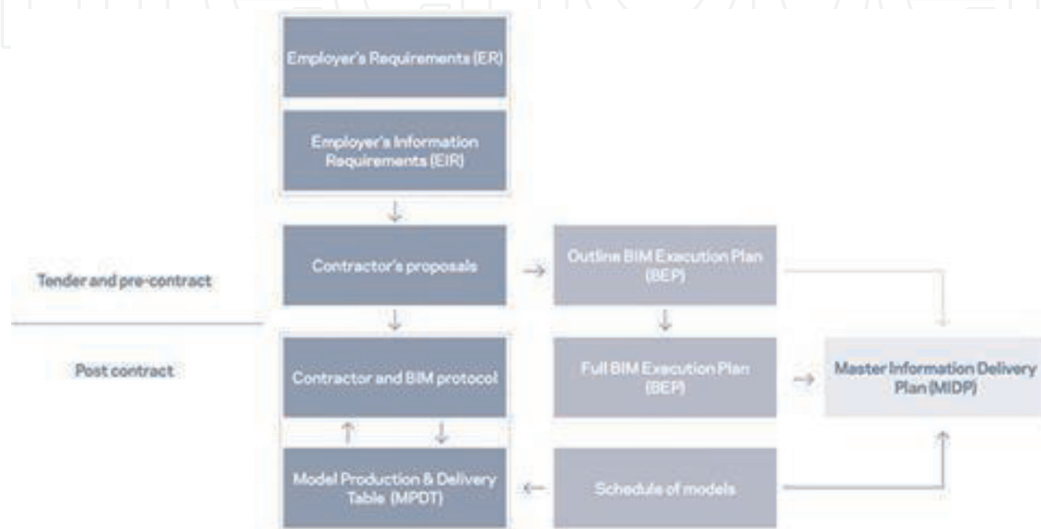 Employer's Requirements (ER)
Employer's Information
Requirements (EIR)
Contractor's proposals
Outline BIM Execution Plan
(BEP)
Tender and pre-contract
Post contract
Contractor and BIM protocol
Full BIM Execution Plan
(BEP)
Master Information Delivery
Plan (MIDP)
Model Production & Delivery
Table (MPDT)
Schedule of models